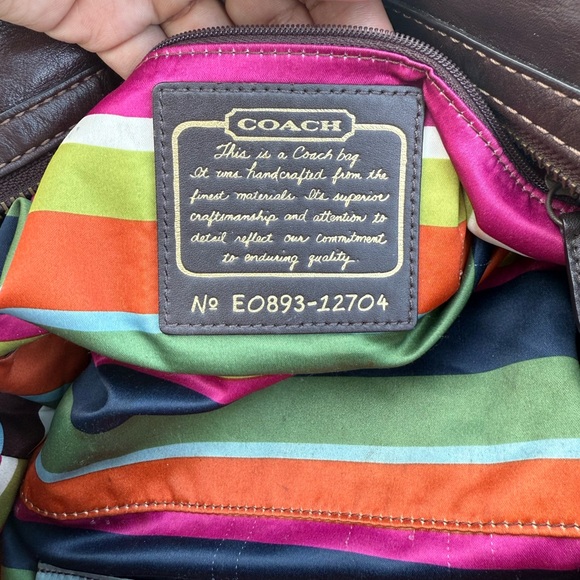 COACH
This is a Coach bag.
It was handcrafted from the
finest materials. Its superior
craftsmanship and attention to
detail reflect our commitment
to enduring quality.
Nº E0893-12704